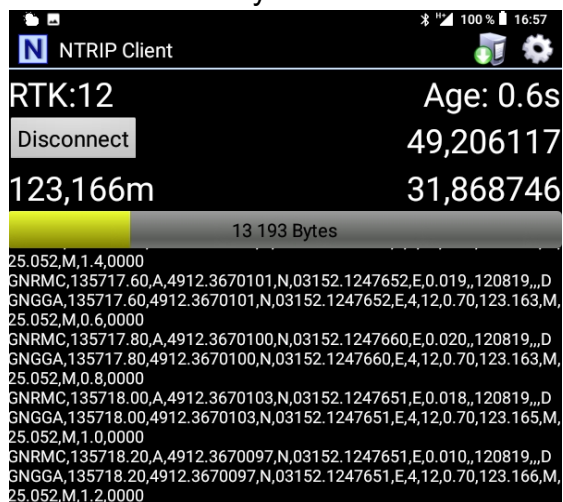 100 % 16:57
N NTRIP Client
RTK:12 Age: 0.6s
Disconnect 49,206117
123,166m 31,868746
13 193 Bytes
25.052,M,1.4,0000
GNRMC,135717.60,A,4912.3670101,N,03152.1247652,E,0.019,,120819,,,D
GNGGA,135717.60,4912.3670101,N,03152.1247652,E,4,12,0.70,123.163,M,
25.052,M,0.6,0000
GNRMC,135717.80,A,4912.3670100,N,03152.1247660,E,0.020,,120819,,,D
GNGGA,135717.80,4912.3670100,N,03152.1247660,E,4,12,0.70,123.163,M,
25.052,M,0.8,0000
GNRMC,135718.00,A,4912.3670103,N,03152.1247651,E,0.018,,120819,,,D
GNGGA,135718.00,4912.3670103,N,03152.1247651,E,4,12,0.70,123.165,M,
25.052,M,1.0,0000
GNRMC,135718.20,A,4912.3670097,N,03152.1247651,E,0.010,,120819,,,D
GNGGA,135718.20,4912.3670097,N,03152.1247651,E,4,12,0.70,123.166,M,
25.052,M,1.2,0000